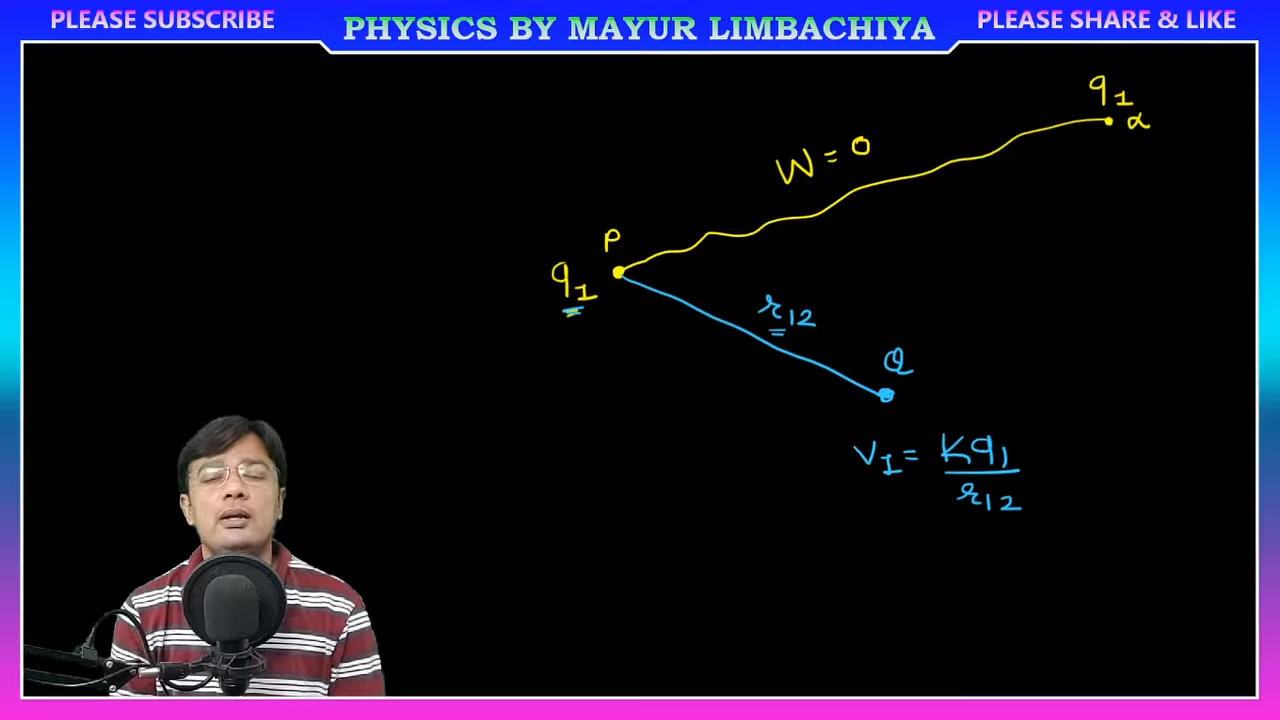 PLEASE SUBSCRIBE
PHYSICS BY MAYUR LIMBACHIYA
PLEASE SHARE & LIKE
q1
α
W = 0
P
q1
r12
Q
V1 = Kq1 / r12